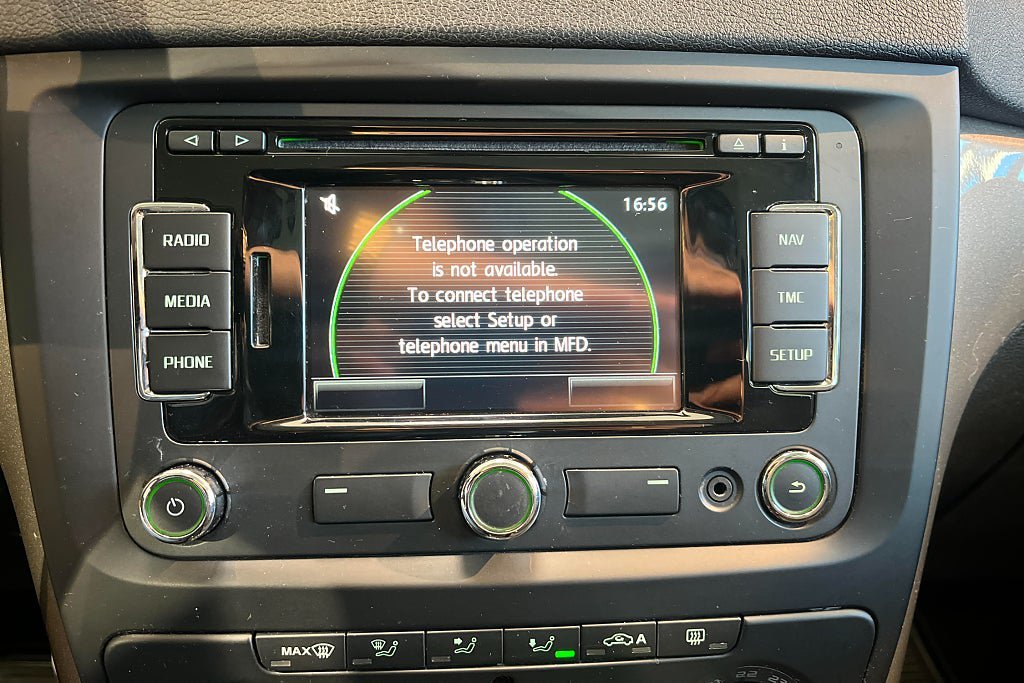 i
16:56
RADIO
MEDIA
PHONE
Telephone operation
is not available.
To connect telephone
select Setup or
telephone menu in MFD.
NAV
TMC
SETUP
MAX
A
22